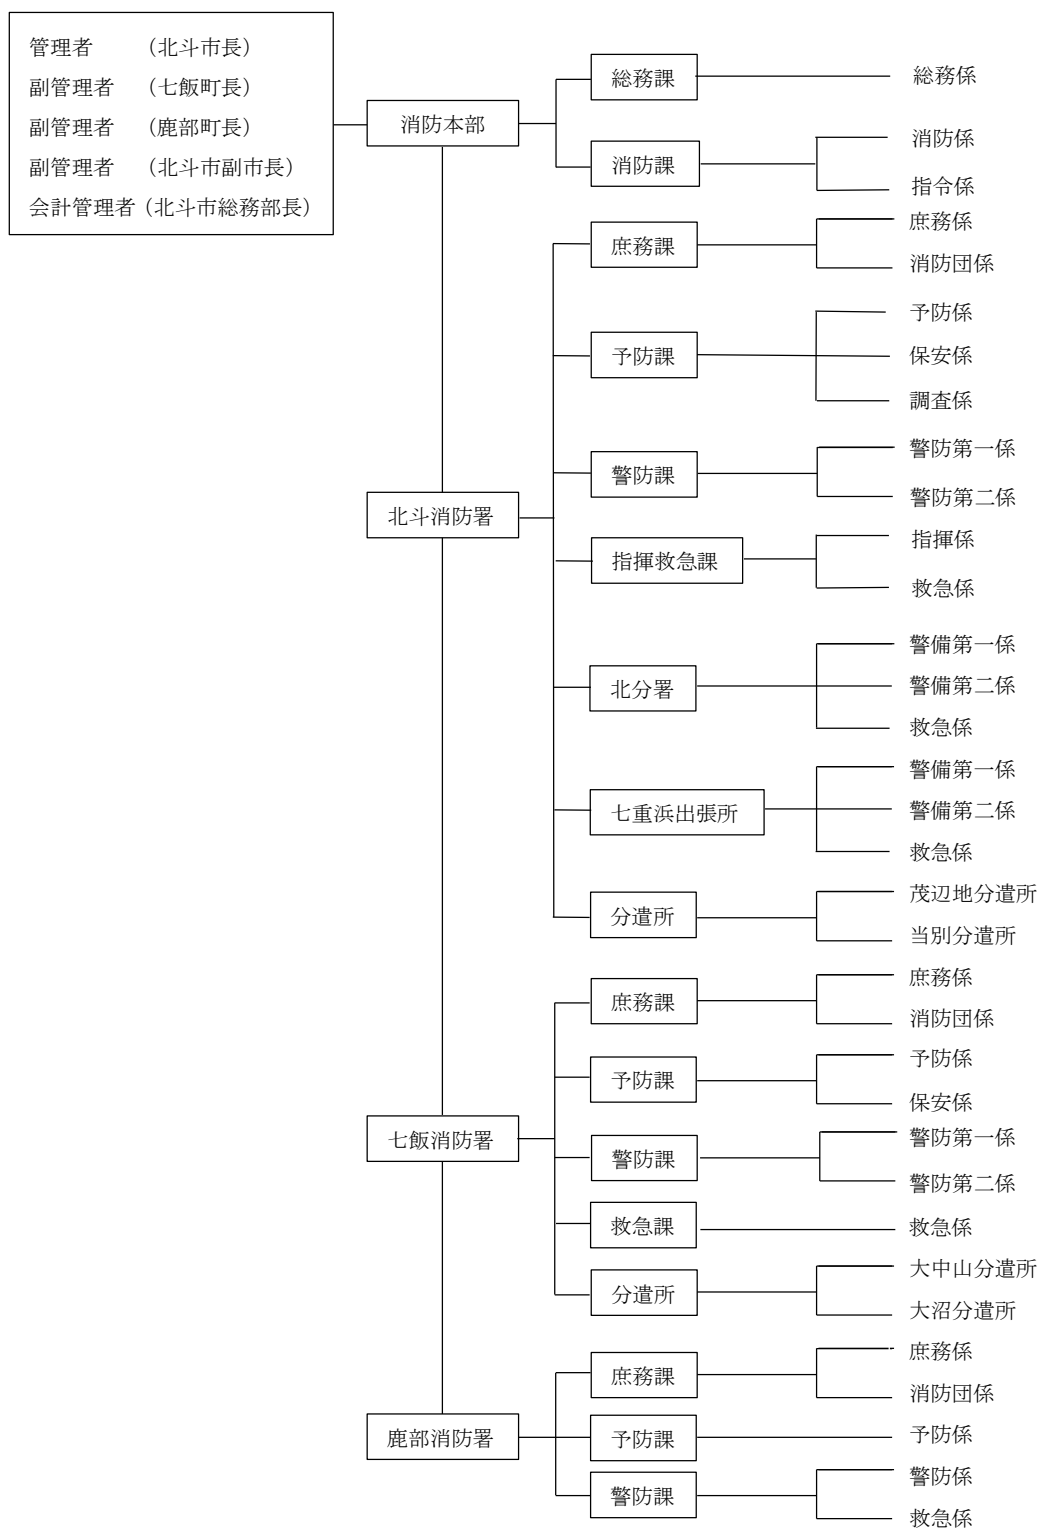 管理者　　（北斗市長）
副管理者　（七飯町長）
副管理者　（鹿部町長）
副管理者　（北斗市副市長）
会計管理者（北斗市総務部長）
消防本部
総務課
総務係
消防課
消防係
指令係
北斗消防署
庶務課
庶務係
消防団係
予防課
予防係
保安係
調査係
警防課
警防第一係
警防第二係
指揮救急課
指揮係
救急係
北分署
警備第一係
警備第二係
救急係
七重浜出張所
警備第一係
警備第二係
救急係
分遣所
茂辺地分遣所
当別分遣所
七飯消防署
庶務課
庶務係
消防団係
予防課
予防係
保安係
警防課
警防第一係
警防第二係
救急課
救急係
分遣所
大中山分遣所
大沼分遣所
鹿部消防署
庶務課
庶務係
消防団係
予防課
予防係
警防課
警防係
救急係